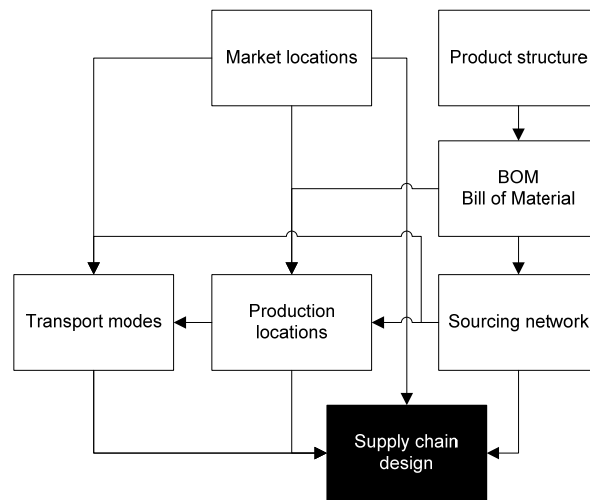 Market locations
Product structure
BOM
Bill of Material
Transport modes
Production
locations
Sourcing network
Supply chain
design